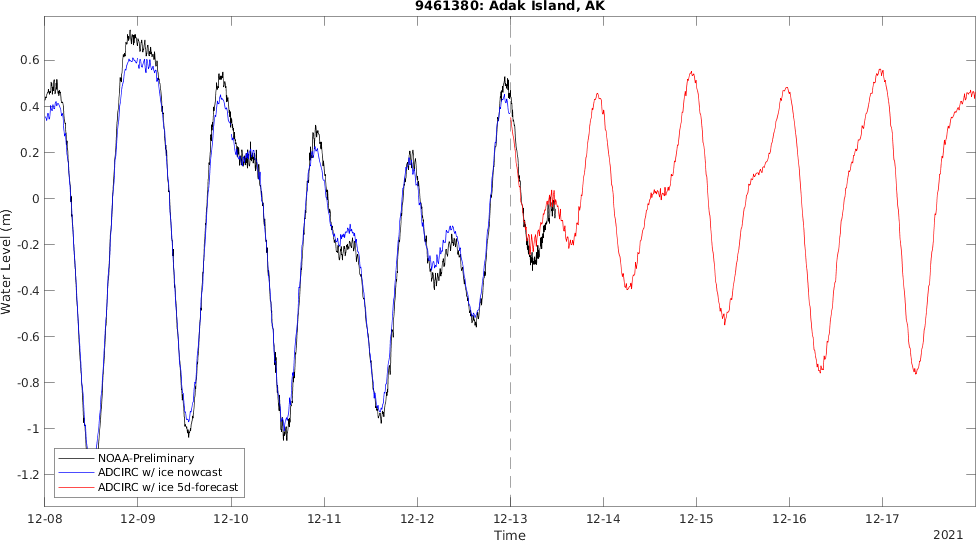 9461380: Adak Island, AK
0.6
0.4
0.2
0
-0.2
-0.4
-0.6
-0.8
-1
-1.2
Water Level (m)
NOAA-Preliminary
ADCIRC w/ ice nowcast
ADCIRC w/ ice 5d-forecast
12-08 12-09 12-10 12-11 12-12 12-13 12-14 12-15 12-16 12-17
Time
2021